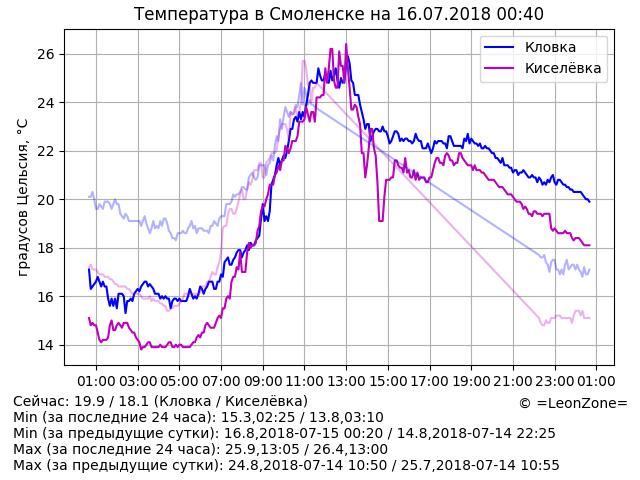 Температура в Смоленске на 16.07.2018 00:40
Кловка
Киселёвка
градусов Цельсия, °C
26
24
22
20
18
16
14
01:00 03:00 05:00 07:00 09:00 11:00 13:00 15:00 17:00 19:00 21:00 23:00 01:00
Сейчас: 19.9 / 18.1 (Кловка / Киселёвка)
© =LeonZone=
Min (за последние 24 часа): 15.3,02:25 / 13.8,03:10
Min (за предыдущие сутки): 16.8,2018-07-15 00:20 / 14.8,2018-07-14 22:25
Max (за последние 24 часа): 25.9,13:05 / 26.4,13:00
Max (за предыдущие сутки): 24.8,2018-07-14 10:50 / 25.7,2018-07-14 10:55